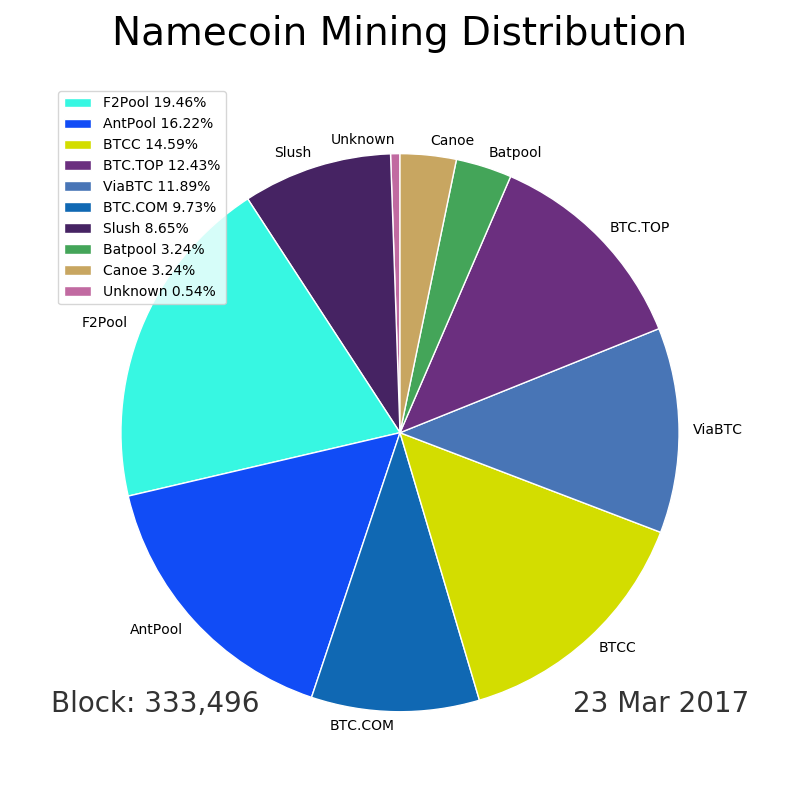 Namecoin Mining Distribution
F2Pool 19.46%
AntPool 16.22%
BTCC 14.59%
BTC.TOP 12.43%
ViaBTC 11.89%
BTC.COM 9.73%
Slush 8.65%
Batpool 3.24%
Canoe 3.24%
Unknown 0.54%
Unknown
Canoe
Slush
Batpool
BTC.TOP
F2Pool
ViaBTC
AntPool
BTCC
BTC.COM
Block: 333,496
23 Mar 2017